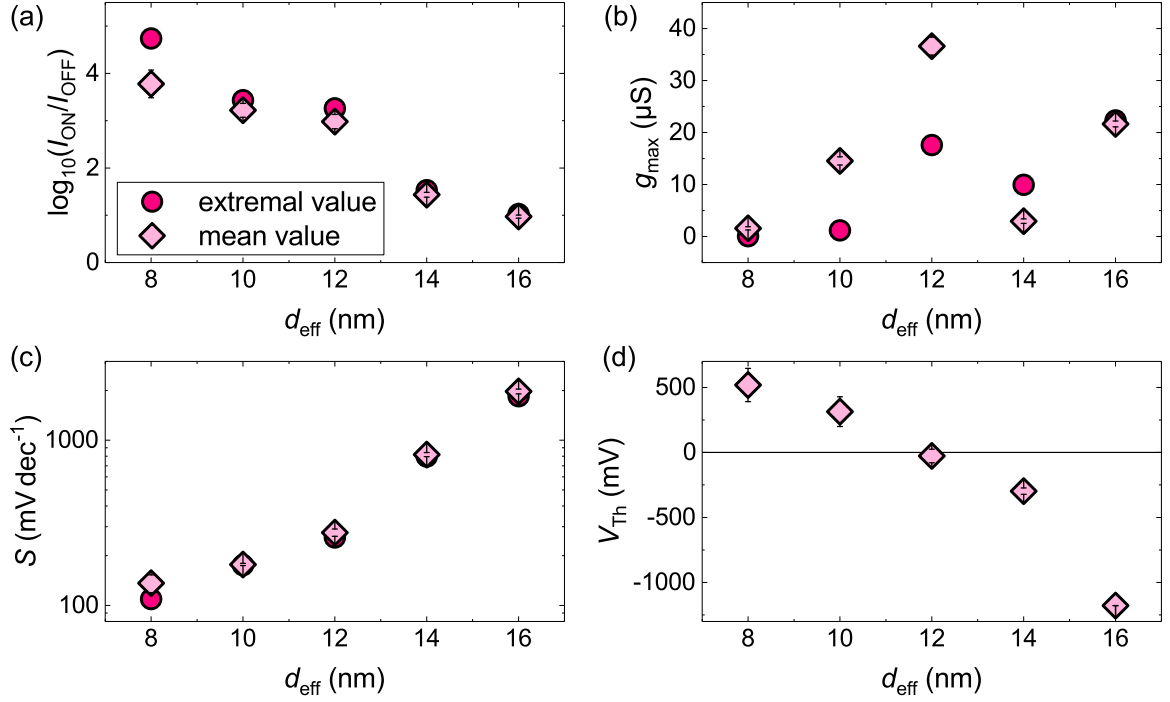 (a)
log10(ION/IOFF)
4
2
0
extremal value
mean value
8 10 12 14 16
deff (nm)
(b)
gmax (µS)
40
30
20
10
0
8 10 12 14 16
deff (nm)
(c)
S (mV dec-1)
1000
100
8 10 12 14 16
deff (nm)
(d)
VTh (mV)
500
0
-500
-1000
8 10 12 14 16
deff (nm)